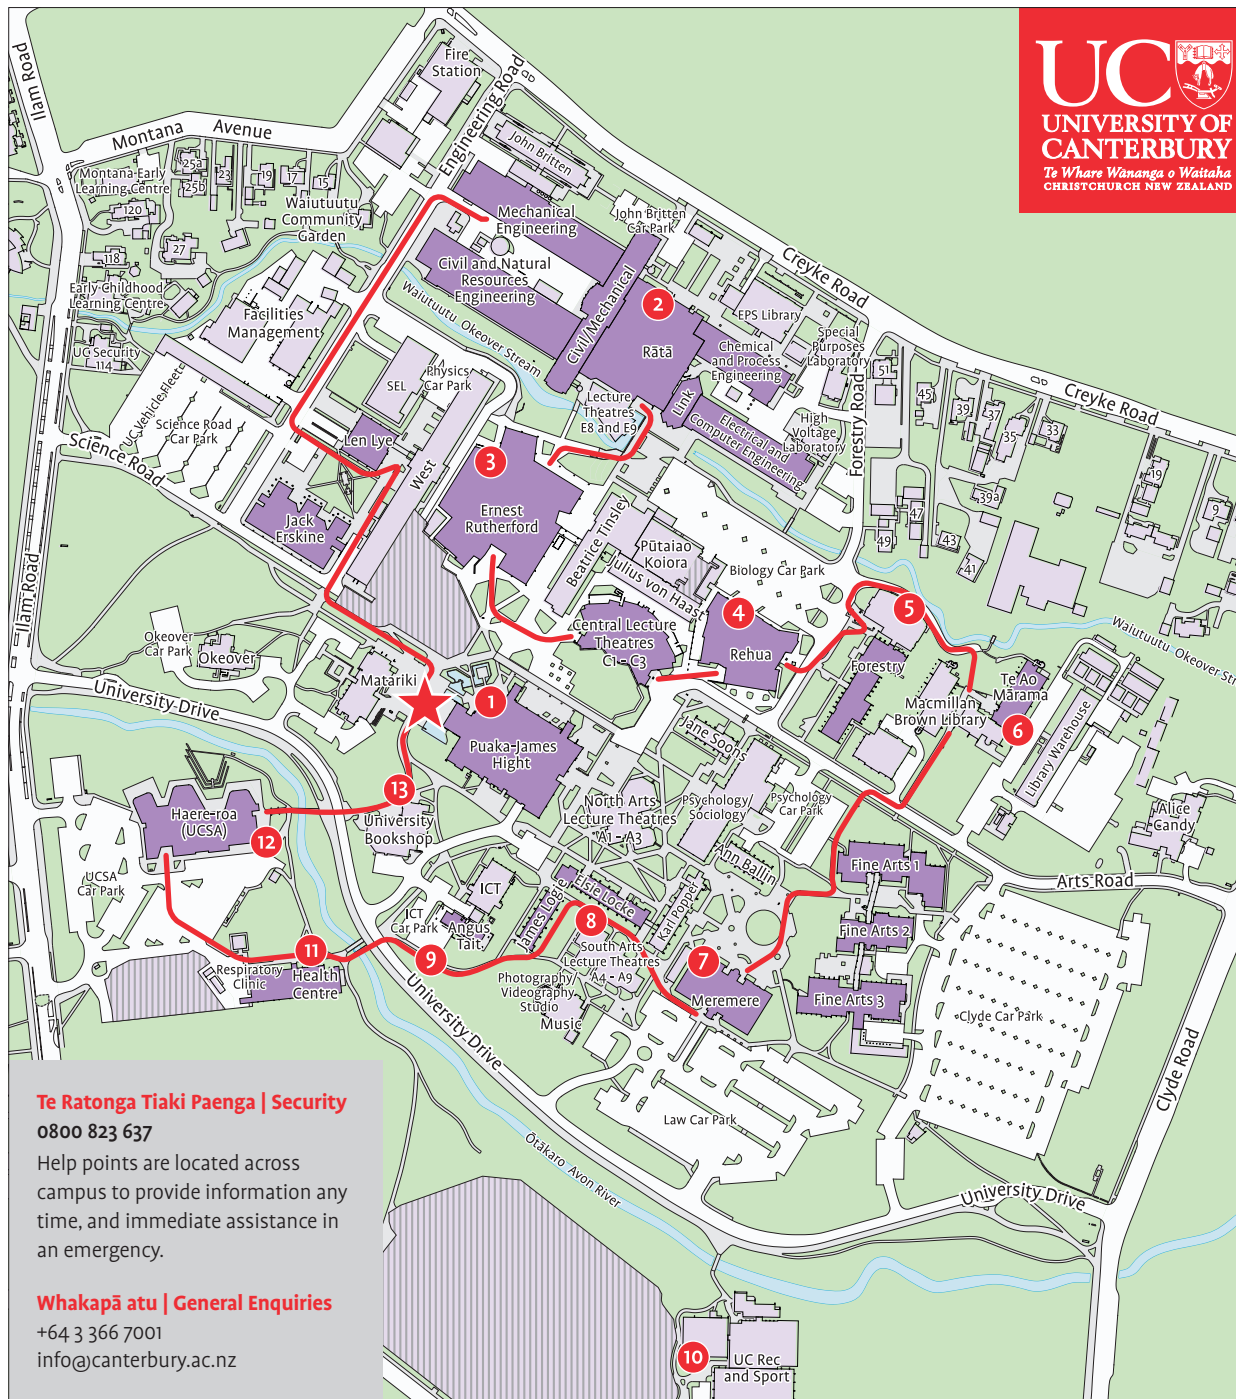 UC
UNIVERSITY OF
CANTERBURY
Te Whare Wānanga o Waitaha
CHRISTCHURCH NEW ZEALAND
Ilam Road
Montana Avenue
Fire
Station
Engineering Road
John Britten
Montana Early
Learning Centre
25a
25b
23
19
17
15
120
27
118
Waiutuutu
Community
Garden
Early Childhood
Learning Centre
Mechanical
Engineering
John Britten
Car Park
Creyke Road
Civil and Natural
Resources
Engineering
Civil/Mechanical
2
Rātā
EPS Library
Facilities
Management
Waiutuutu Okeover Stream
UC Security
114
Chemical
and Process
Engineering
Special
Purposes
Laboratory
51
45
39
37
35
33
Creyke Road
Physics
Car Park
SEL
UC Vehicle Fleet
Science Road
Car Park
Science Road
Len Lye
West
Lecture
Theatres
E8 and E9
Link
Electrical and
Computer Engineering
High
Voltage
Laboratory
Forestry Road
3
Ernest
Rutherford
19
39a
9
47
49
43
41
Jack
Erskine
Beatrice Tinsley
Pūtaiao
Koiora
Julius von Haast
Biology Car Park
Ilam Road
4
Rehua
5
Central Lecture
Theatres
C1 - C3
Waiutuutu Okeover Str
Okeover
Car Park
Okeover
Matariki
Forestry
Te Ao
Mārama
University Drive
1
Puaka-James
Hight
Macmillan
Brown Library
6
Library Warehouse
Jane Soons
13
Haere-roa
(UCSA)
12
University
Bookshop
North Arts
Lecture Theatres
A1 - A3
Psychology/
Sociology
Psychology
Car Park
Alice
Candy
UCSA
Car Park
Ann Ballin
Fine Arts 1
Arts Road
ICT
ICT
Car Park
Angus
Tait
James Logie
Elsie Locke
Karl Popper
8
Fine Arts 2
11
9
South Arts
Lecture Theatres
A4 - A9
7
Meremere
Respiratory
Clinic
Health
Centre
Photography/
Videography
Studio
Music
Fine Arts 3
Clyde Car Park
University Drive
Clyde Road
Law Car Park
Ōtākaro Avon River
University Drive
10
UC Rec
and Sport
Te Ratonga Tiaki Paenga | Security
0800 823 637
Help points are located across
campus to provide information any
time, and immediate assistance in
an emergency.
Whakapā atu | General Enquiries
+64 3 366 7001
info@canterbury.ac.nz